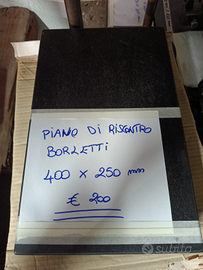 PIANO DI RISCONTRO
BORLETTI
400 x 250 mm
€ 200
subito